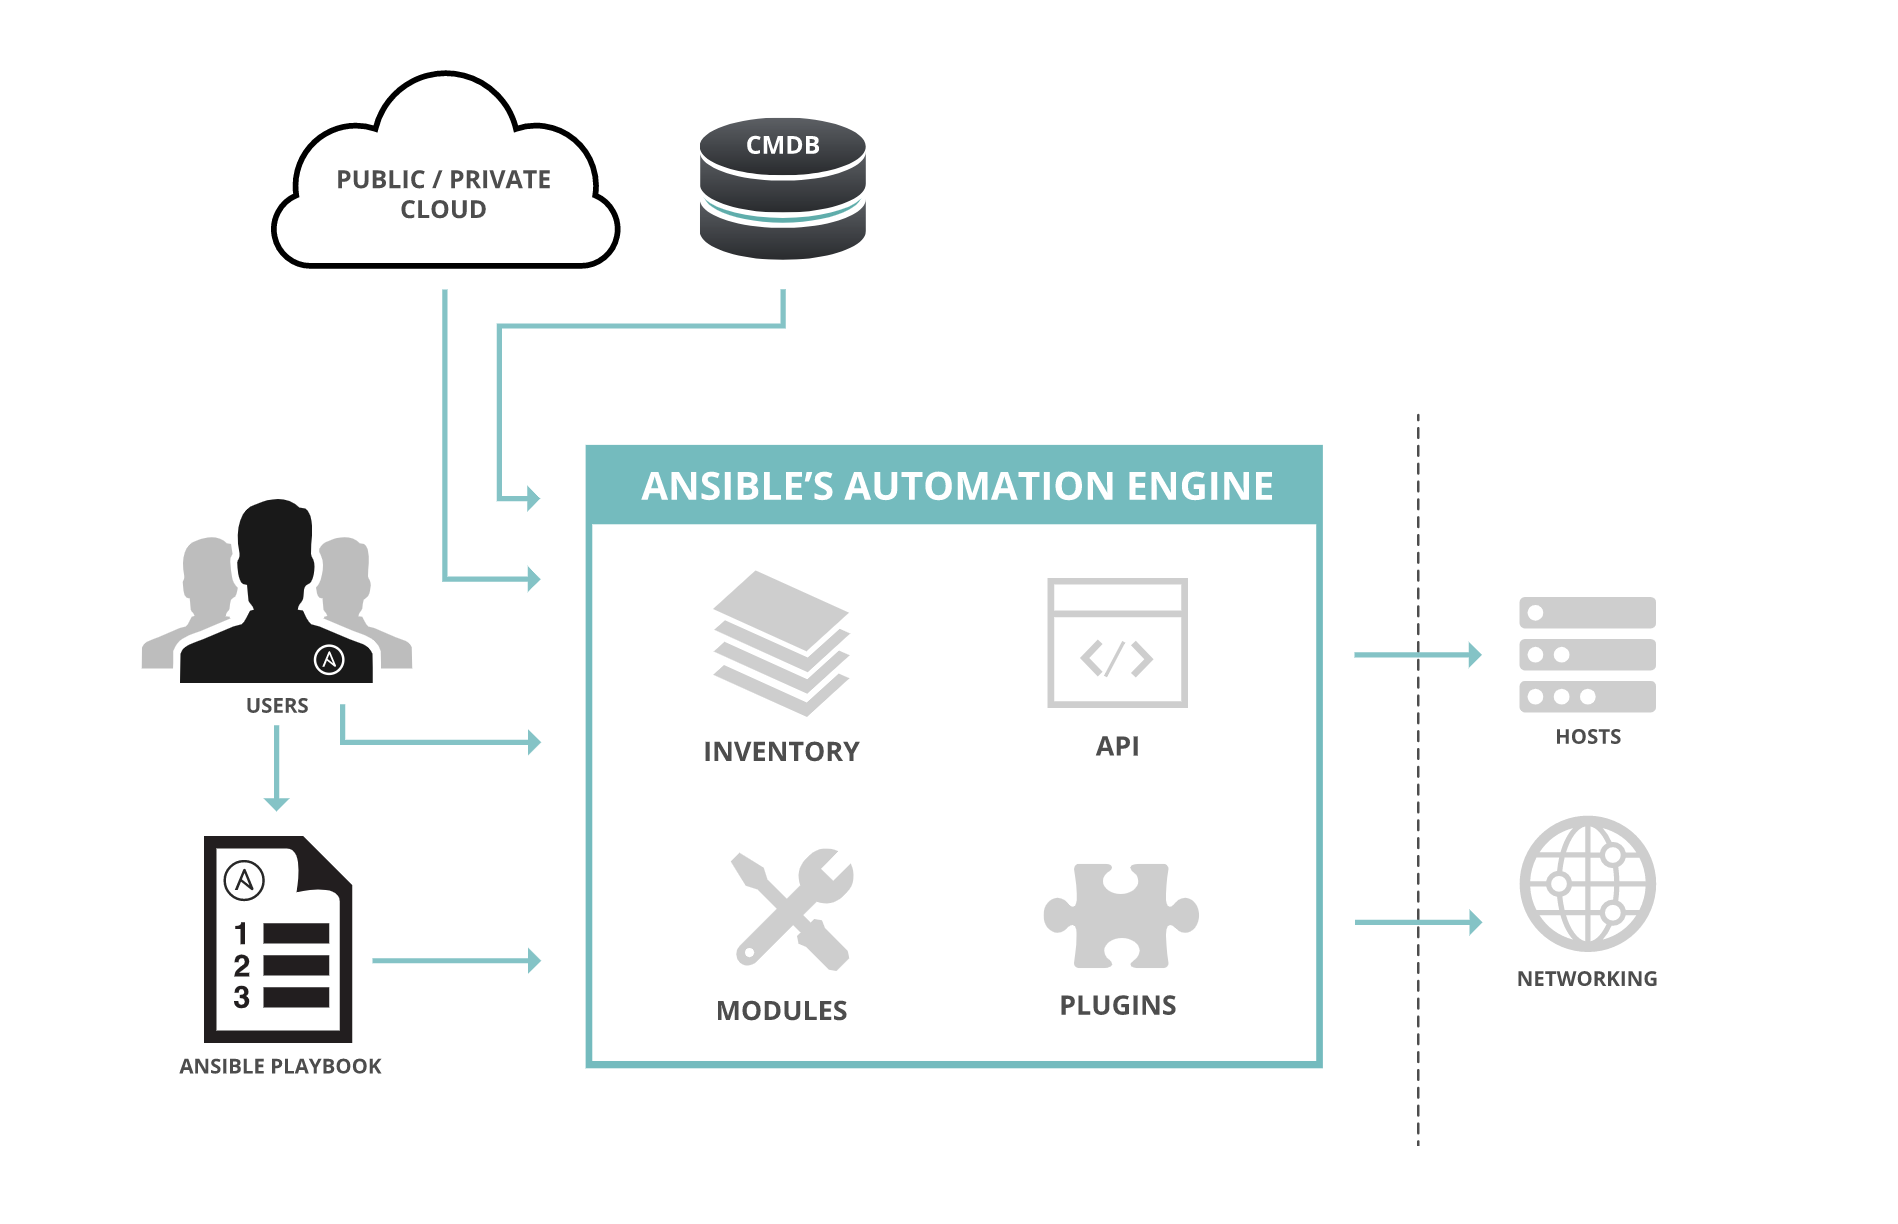 PUBLIC / PRIVATE
CLOUD
CMDB
ANSIBLE’S AUTOMATION ENGINE
USERS
INVENTORY
API
HOSTS
1
2
3
MODULES
PLUGINS
NETWORKING
ANSIBLE PLAYBOOK